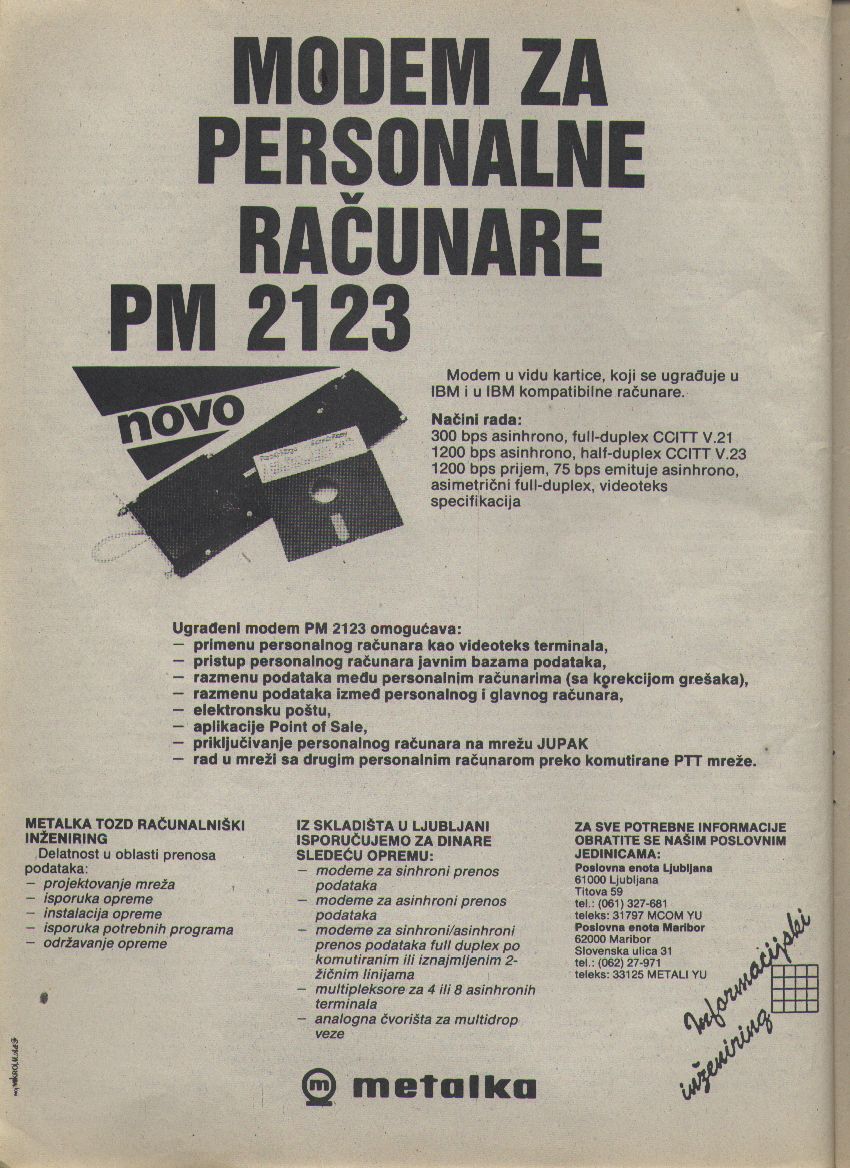 MODEM ZA
PERSONALNE
RAČUNARE
PM 2123
novo
Modem u vidu kartice, koji se ugrađuje u
IBM i u IBM kompatibilne računare.
Načini rada:
300 bps asinhrono, full-duplex CCITT V.21
1200 bps asinhrono, half-duplex CCITT V.23
1200 bps prijem, 75 bps emituje asinhrono,
asimetrični full-duplex, videoteks
specifikacija
Ugrađeni modem PM 2123 omogućava:
— primenu personalnog računara kao videoteks terminala,
— pristup personalnog računara javnim bazama podataka,
— razmenu podataka među personalnim računarima (sa korekcijom grešaka),
— razmenu podataka izmeđ personalnog i glavnog računara,
— elektronsku poštu,
— aplikacije Point of Sale,
— priključivanje personalnog računara na mrežu JUPAK
— rad u mreži sa drugim personalnim računarom preko komutirane PTT mreže.
METALKA TOZD RAČUNALNIŠKI
INŽENIRING
Delatnost u oblasti prenosa
podataka:
— projektovanje mreža
— isporuka opreme
— instalacija opreme
— isporuka potrebnih programa
— održavanje opreme
IZ SKLADIŠTA U LJUBLJANI
ISPORUČUJEMO ZA DINARE
SLEDEĆU OPREMU:
— modeme za sinhroni prenos
podataka
— modeme za asinhroni prenos
podataka
— modeme za sinhroni/asinhroni
prenos podataka full duplex po
komutiranim ili iznajmljenim 2-
žičnim linijama
— multipleksore za 4 ili 8 asinhronih
terminala
— analogna čvorišta za multidrop
veze
ZA SVE POTREBNE INFORMACIJE
OBRATITE SE NAŠIM POSLOVNIM
JEDINICAMA:
Poslovna enota Ljubljana
61000 Ljubljana
Titova 59
tel.: (061) 327-681
teleks: 31797 MCOM YU
Poslovna enota Maribor
62000 Maribor
Slovenska ulica 31
tel.: (062) 27-971
teleks: 33125 METALI YU
Informacijski
inženiring
m metalka